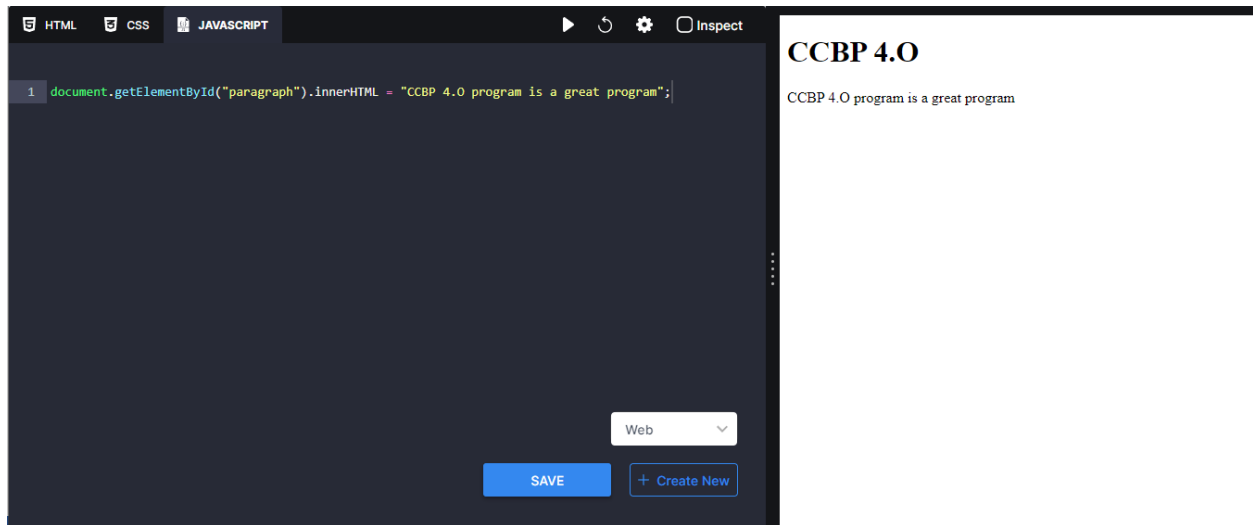 HTML CSS JAVASCRIPT Inspect
1 document.getElementById("paragraph").innerHTML = "CCBP 4.O program is a great program";
Web
SAVE + Create New
CCBP 4.O
CCBP 4.O program is a great program